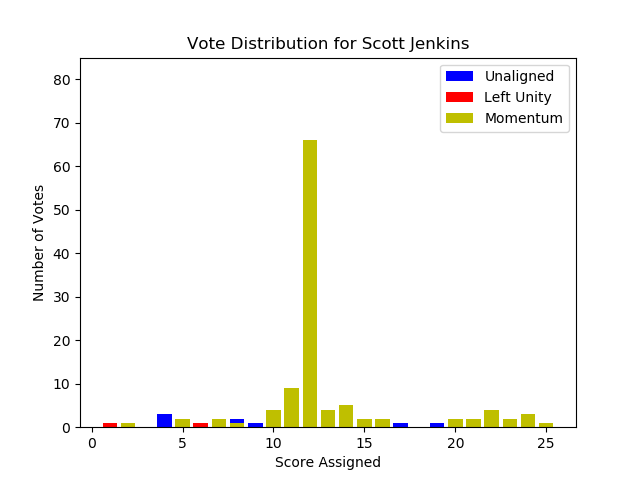 Vote Distribution for Scott Jenkins
Unaligned
Left Unity
Momentum
Number of Votes
80
70
60
50
40
30
20
10
0
0 5 10 15 20 25
Score Assigned